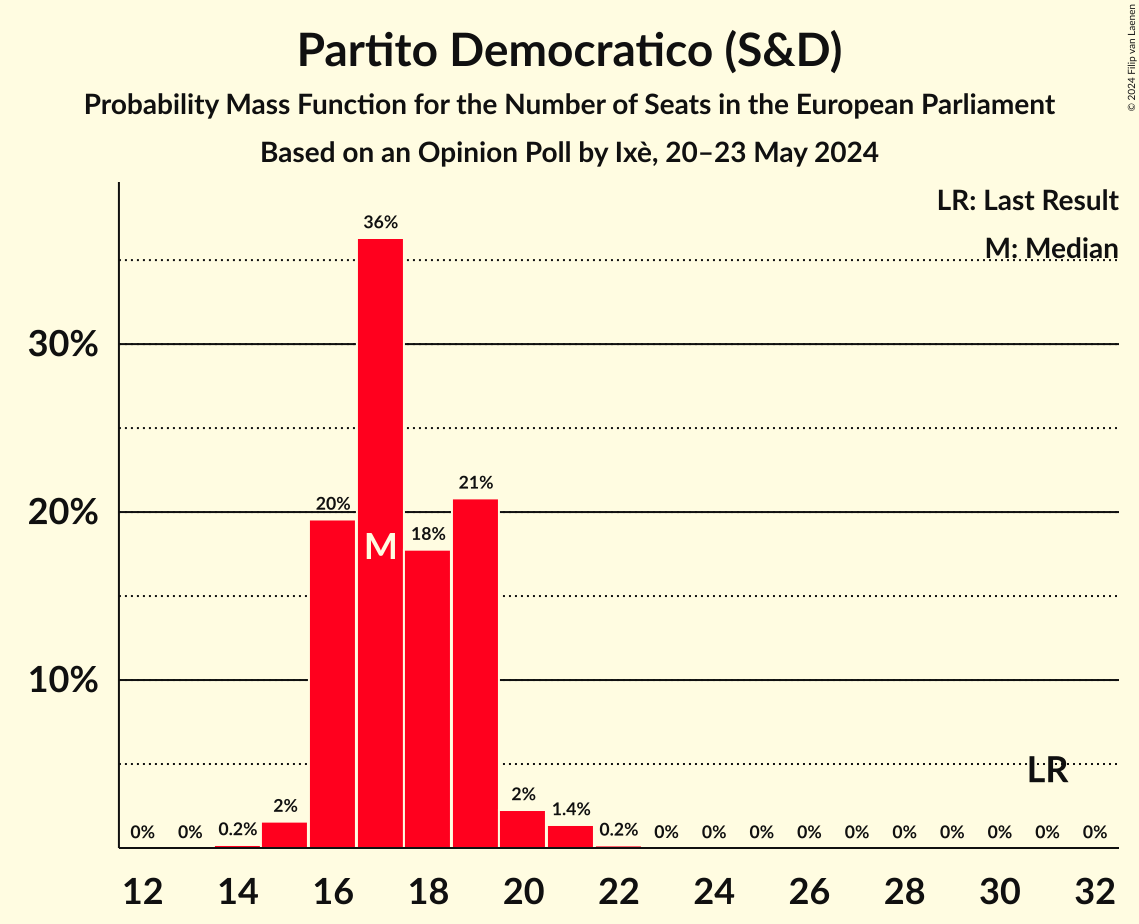 Partito Democratico (S&D)
Probability Mass Function for the Number of Seats in the European Parliament
Based on an Opinion Poll by Ixè, 20–23 May 2024
© 2024 Filip van Laenen
LR: Last Result
M: Median
30%
20%
10%
0% 0% 0.2% 2% 20% 36% 18% 21% 2% 1.4% 0.2% 0% 0% 0% 0% 0% 0% 0% 0% 0% 0%
M
LR
12 14 16 18 20 22 24 26 28 30 32